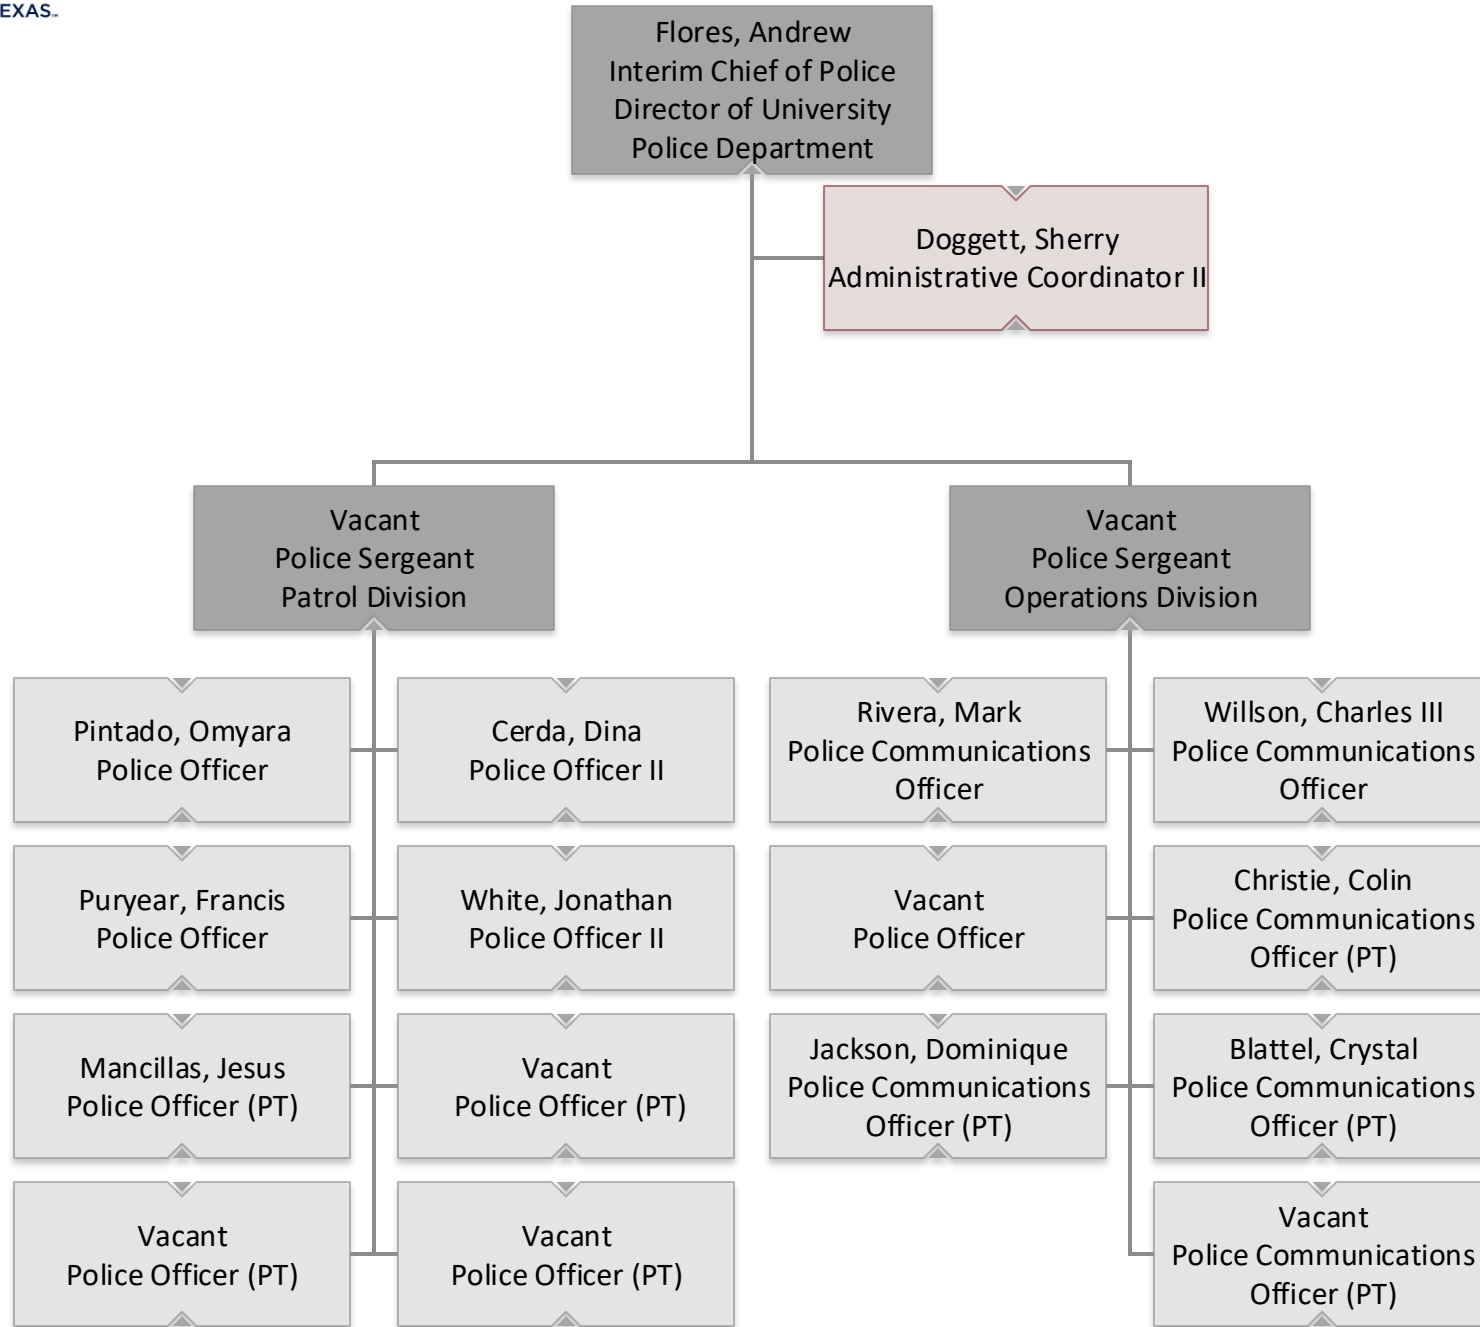 EXAS
Flores, Andrew
Interim Chief of Police
Director of University
Police Department
Doggett, Sherry
Administrative Coordinator II
Vacant
Police Sergeant
Patrol Division
Vacant
Police Sergeant
Operations Division
Pintado, Omyara
Police Officer
Cerda, Dina
Police Officer II
Rivera, Mark
Police Communications
Officer
Willson, Charles III
Police Communications
Officer
Puryear, Francis
Police Officer
White, Jonathan
Police Officer II
Vacant
Police Officer
Christie, Colin
Police Communications
Officer (PT)
Mancillas, Jesus
Police Officer (PT)
Vacant
Police Officer (PT)
Jackson, Dominique
Police Communications
Officer (PT)
Blattel, Crystal
Police Communications
Officer (PT)
Vacant
Police Officer (PT)
Vacant
Police Officer (PT)
Vacant
Police Communications
Officer (PT)